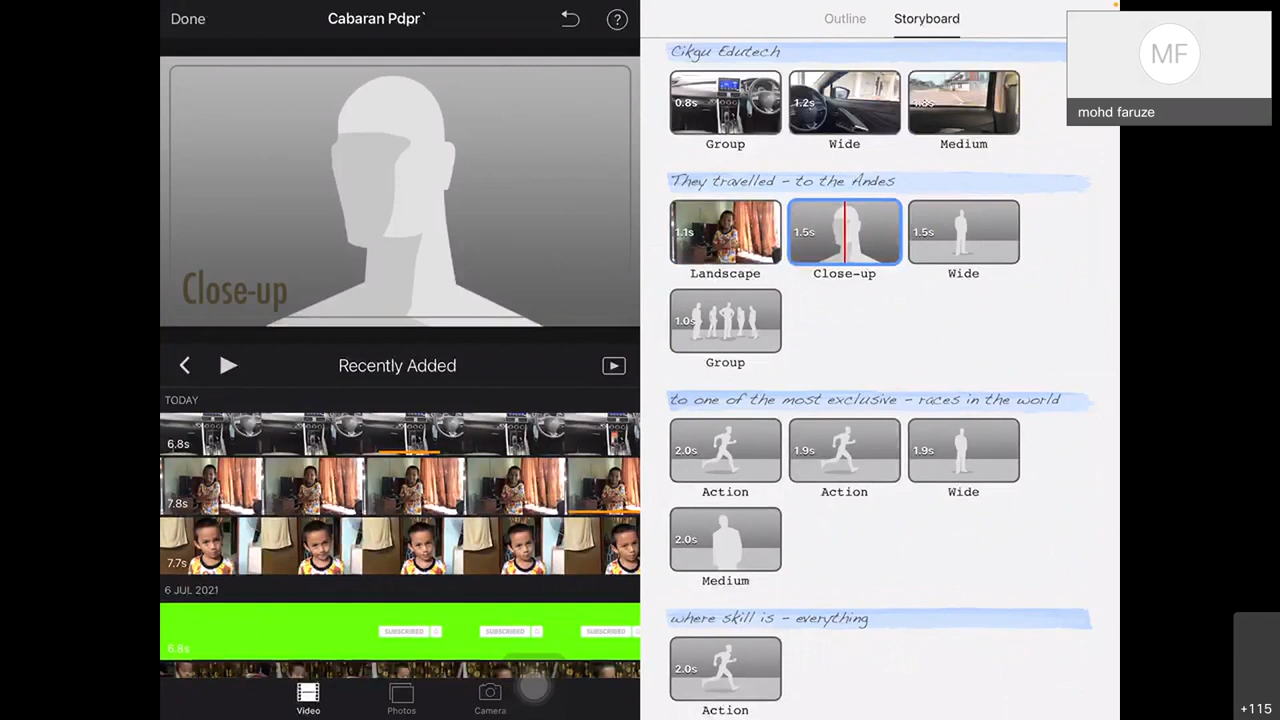 Done
Cabaran Pdpr`
?
Close-up
Recently Added
TODAY
6.8s
7.8s
7.7s
6 JUL 2021
SUBSCRIBED
SUBSCRIBED
SUBSCRIBED
6.8s
Video
Photos
Camera
Outline
Storyboard
Cikgu Edutech
0.8s
1.2s
Group
Wide
Medium
They travelled - to the Andes
1.1s
1.5s
1.5s
Landscape
Close-up
Wide
1.0s
Group
to one of the most exclusive - races in the world
2.0s
1.9s
1.9s
Action
Action
Wide
2.0s
Medium
where skill is - everything
2.0s
Action
MF
mohd faruze
+115